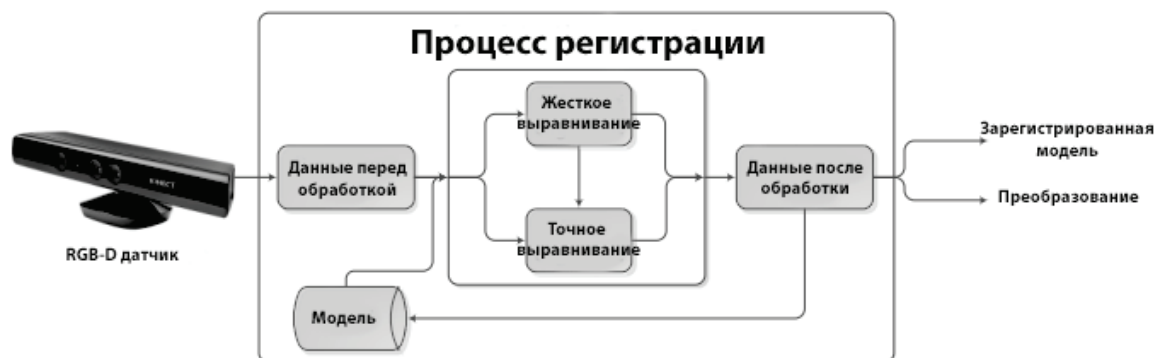 Процесс регистрации
Жесткое
выравнивание
Данные перед
обработкой
Данные после
обработки
Зарегистрированная
модель
Преобразование
Точное
выравнивание
RGB-D датчик
Модель